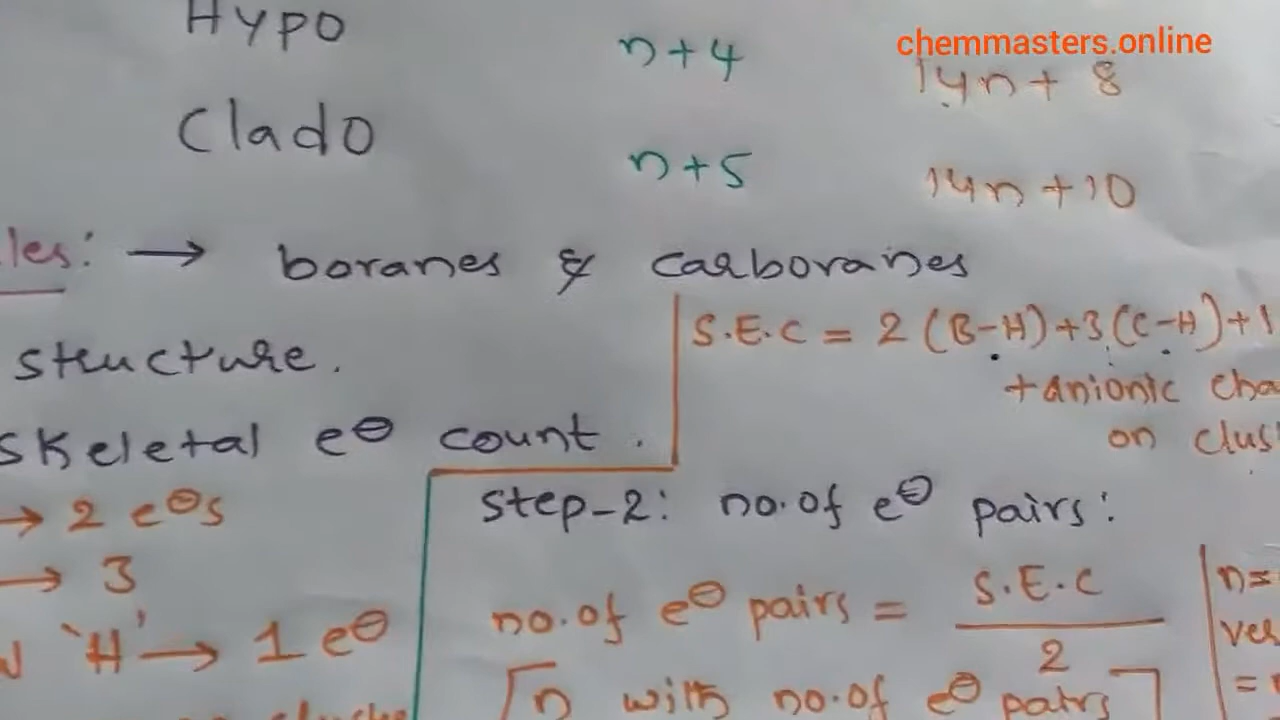 Hypo n+4 14n+8
chemmasters.online
Clado n+5 14n+10
les: → boranes & carboranes
structure.
S.E.C = 2 (B-H)+3(C-H)+1
+anionic cha
on clus
skeletal e⊖ count.
→ 2 e⊖s
→ 3
'H' → 1 e⊖
step-2: no.of e⊖ pairs:
no.of e⊖ pairs = S.E.C / 2
[n with no.of e⊖ pairs]
n=
ver
=